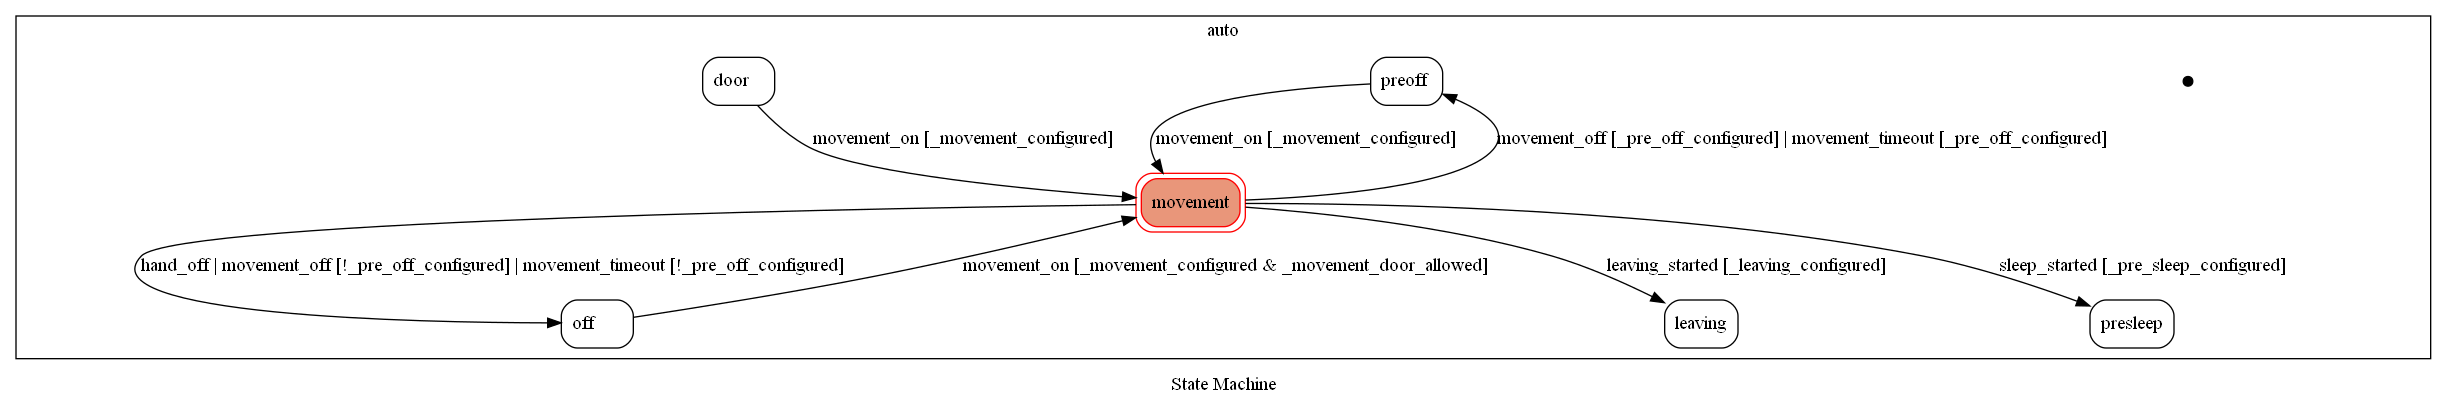 auto
door
preoff
movement_on [_movement_configured]
movement_on [_movement_configured]
movement_off [_pre_off_configured] | movement_timeout [_pre_off_configured]
movement
hand_off | movement_off [!_pre_off_configured] | movement_timeout [!_pre_off_configured]
movement_on [_movement_configured & _movement_door_allowed]
leaving_started [_leaving_configured]
sleep_started [_pre_sleep_configured]
off
leaving
presleep
State Machine